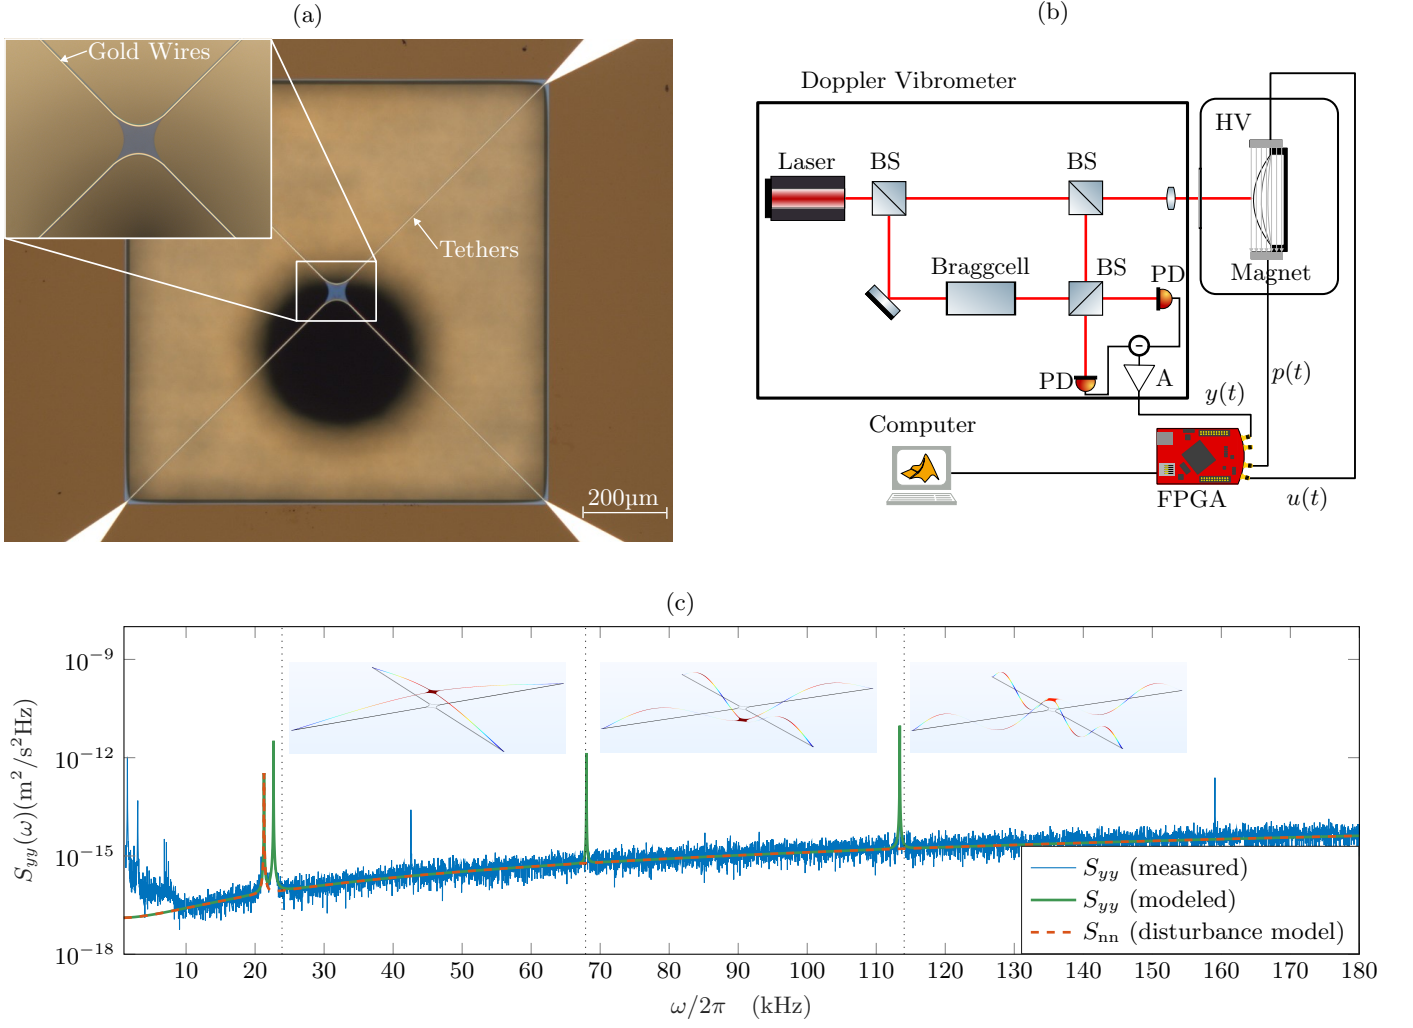 (a)
Gold Wires
Tethers
200µm
(b)
Doppler Vibrometer
Laser
BS
BS
HV
Braggcell
BS
PD
Magnet
PD
A
y(t)
p(t)
Computer
FPGA
u(t)
(c)
S_yy(ω)(m²/s²Hz)
10⁻⁹
10⁻¹²
10⁻¹⁵
10⁻¹⁸
S_yy (measured)
S_yy (modeled)
S_nn (disturbance model)
10 20 30 40 50 60 70 80 90 100 110 120 130 140 150 160 170 180
ω/2π (kHz)